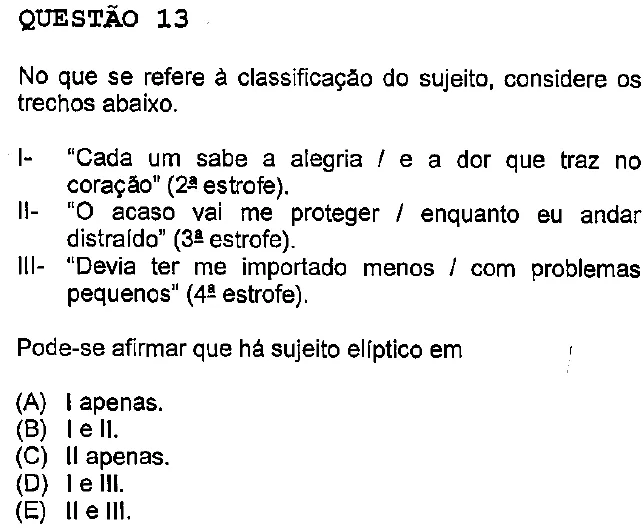 QUESTÃO 13
No que se refere à classificação do sujeito, considere os
trechos abaixo.
I- "Cada um sabe a alegria / e a dor que traz no
coração" (2ª estrofe).
II- "O acaso vai me proteger / enquanto eu andar
distraído" (3ª estrofe).
III- "Devia ter me importado menos / com problemas
pequenos" (4ª estrofe).
Pode-se afirmar que há sujeito elíptico em
(A) I apenas.
(B) I e II.
(C) II apenas.
(D) I e III.
(E) II e III.